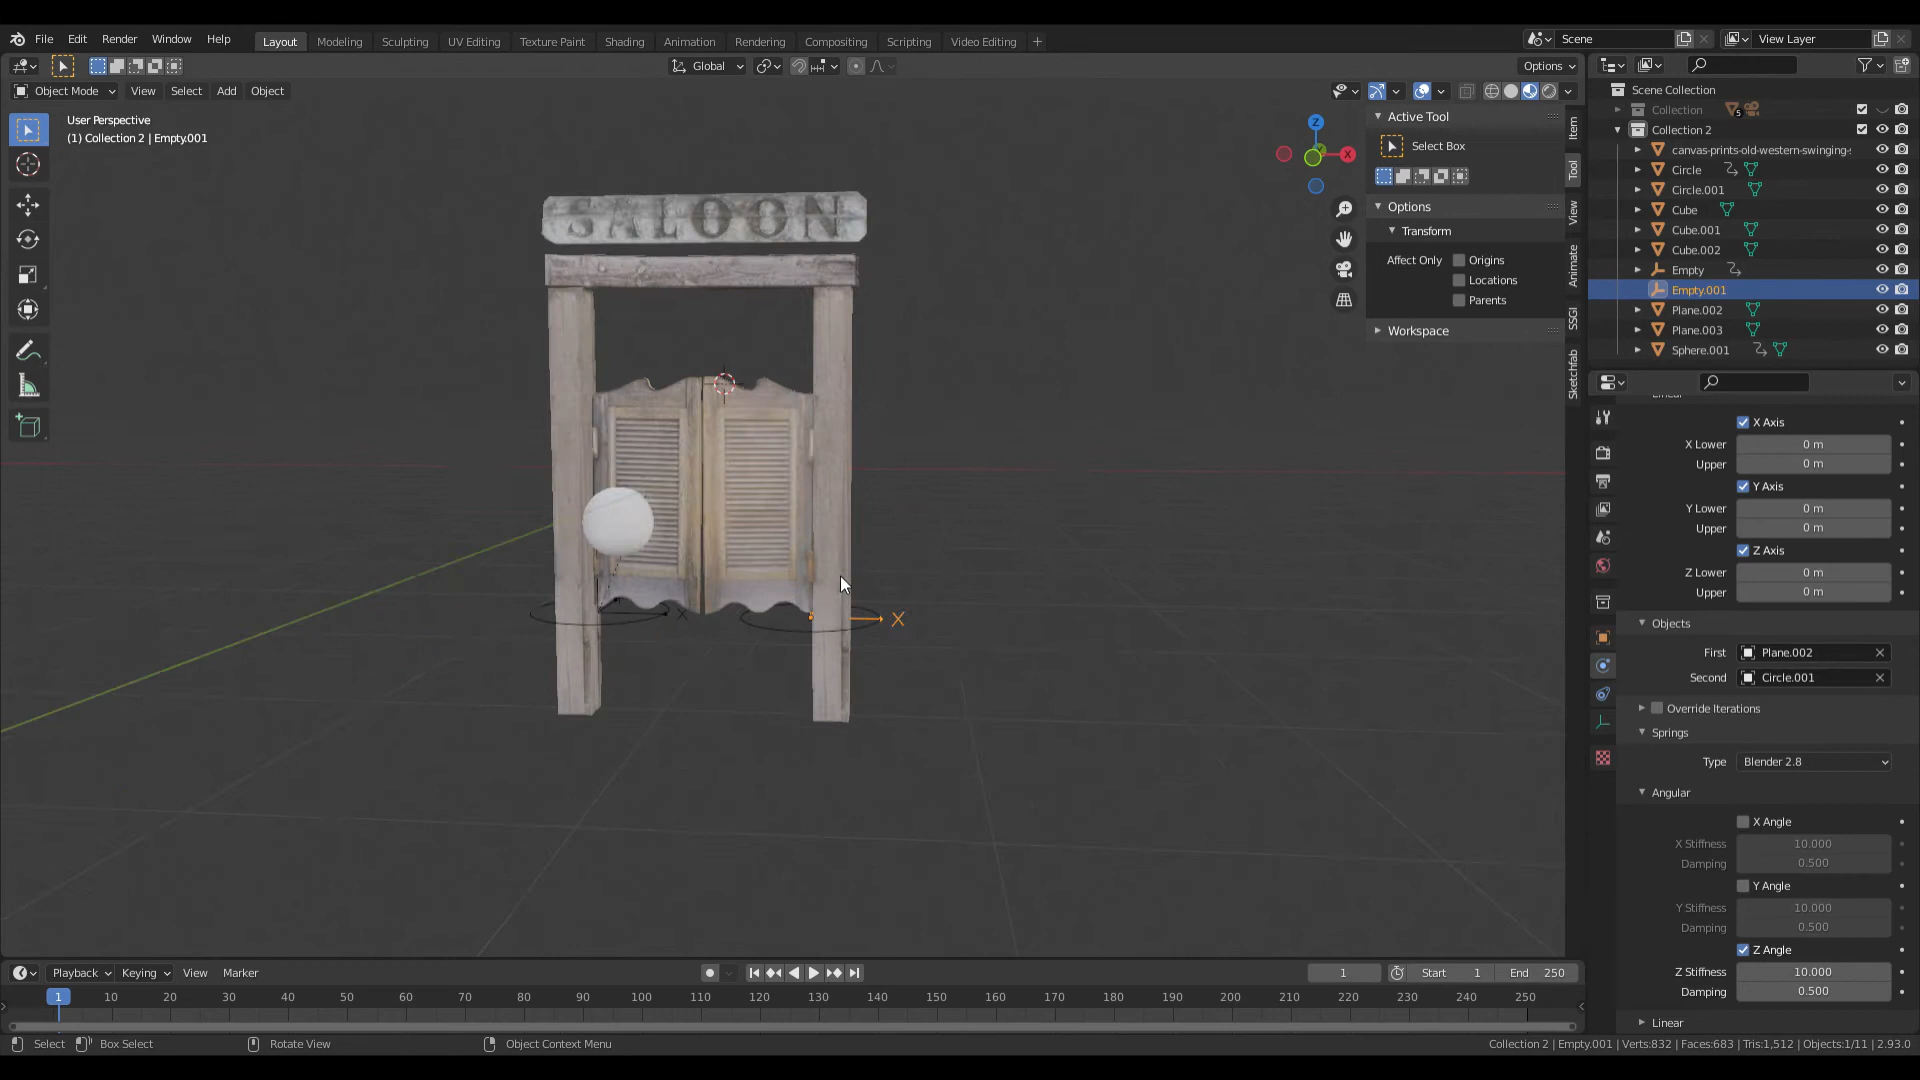 File Edit Render Window Help Layout Modeling Sculpting UV Editing Texture Paint Shading Animation Rendering Compositing Scripting Video Editing + Scene View Layer
Global Options
Object Mode View Select Add Object
User Perspective
(1) Collection 2 | Empty.001
SALOON
Z
X
X
X
Active Tool
Select Box
Options
Transform
Affect Only Origins
Locations
Parents
Workspace
Item
Tool
View
Animate
SSGI
Sketchfab
Scene Collection
Collection 5
Collection 2
canvas-prints-old-western-swinging-
Circle
Circle.001
Cube
Cube.001
Cube.002
Empty
Empty.001
Plane.002
Plane.003
Sphere.001
Linear
X Axis
X Lower 0 m
Upper 0 m
Y Axis
Y Lower 0 m
Upper 0 m
Z Axis
Z Lower 0 m
Upper 0 m
Objects
First Plane.002
Second Circle.001
Override Iterations
Springs
Type Blender 2.8
Angular
X Angle
X Stiffness 10.000
Damping 0.500
Y Angle
Y Stiffness 10.000
Damping 0.500
Z Angle
Z Stiffness 10.000
Damping 0.500
Linear
Playback Keying View Marker 1 Start 1 End 250
1 10 20 30 40 50 60 70 80 90 100 110 120 130 140 150 160 170 180 190 200 210 220 230 240 250
Select Box Select Rotate View Object Context Menu Collection 2 | Empty.001 | Verts:832 | Faces:683 | Tris:1,512 | Objects:1/11 | 2.93.0